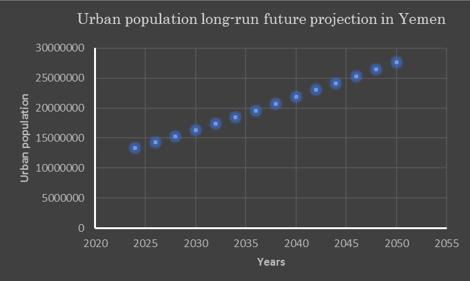 Urban population long-run future projection in Yemen
30000000
25000000
20000000
15000000
10000000
5000000
0
Urban population
2020 2025 2030 2035 2040 2045 2050 2055
Years